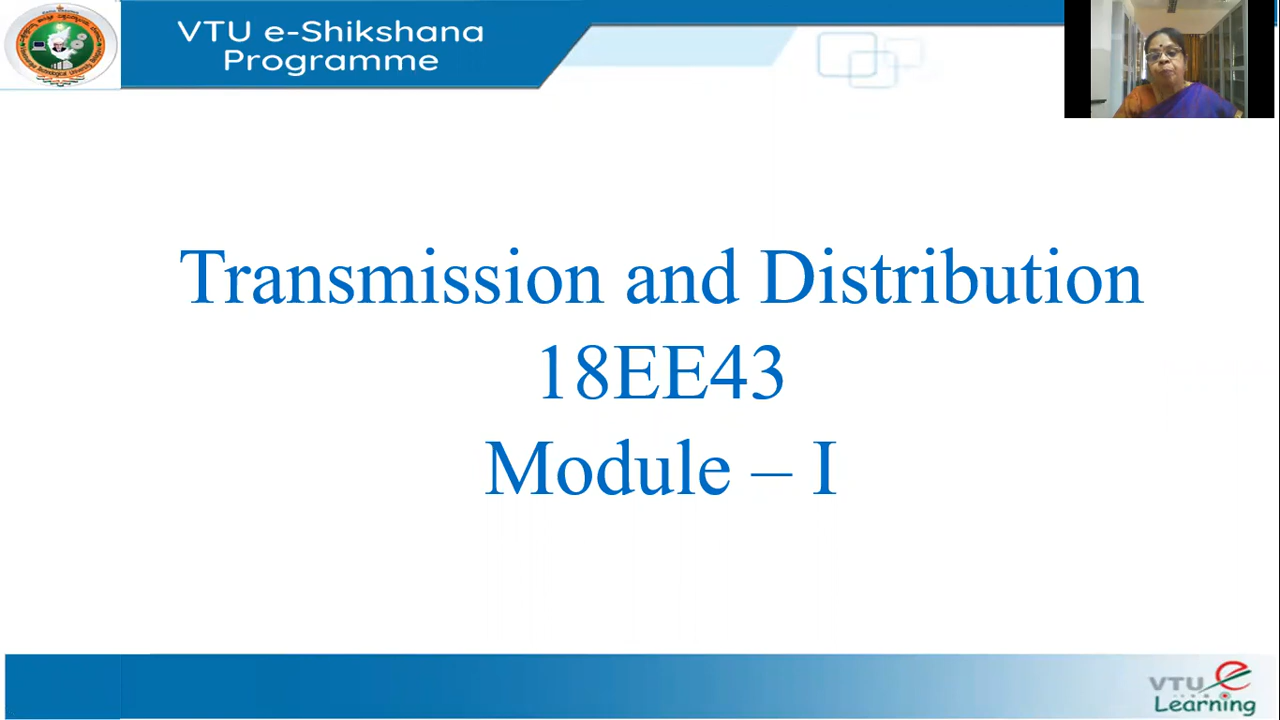 VTU e-Shikshana
Programme
Transmission and Distribution
18EE43
Module – I
VTU e
Learning